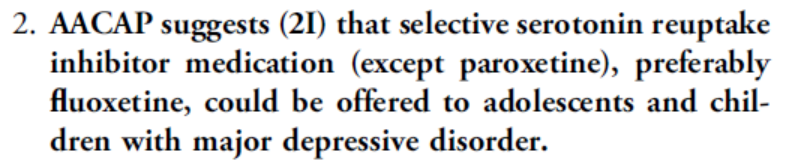 2. AACAP suggests (2I) that selective serotonin reuptake
inhibitor medication (except paroxetine), preferably
fluoxetine, could be offered to adolescents and chil-
dren with major depressive disorder.